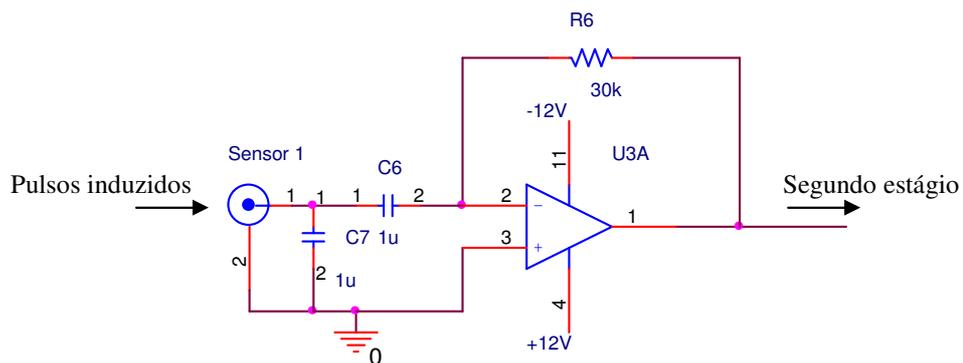 R6
30k
-12V
11
U3A
Sensor 1
C6
Pulsos induzidos
Segundo estágio
1
1
1
2
2
1
C7 1u
3
2
2
1u
4
+12V
0